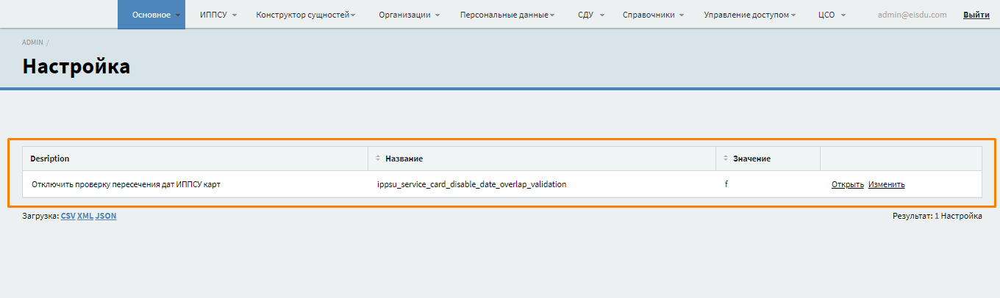 Основное ИППСУ Конструктор сущностей Организации Персональные данные СДУ Справочники Управление доступом ЦСО admin@eisdu.com Выйти
ADMIN /
Настройка
Desription Название Значение
Отключить проверку пересечения дат ИППСУ карт ippsu_service_card_disable_date_overlap_validation f Открыть Изменить
Загрузка: CSV XML JSON Результат: 1 Настройка